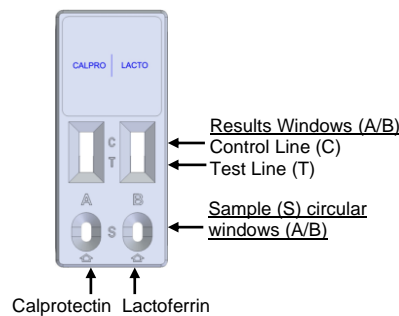 CALPRO LACTO
Results Windows (A/B)
C Control Line (C)
T Test Line (T)
A B
Sample (S) circular
S windows (A/B)
Calprotectin Lactoferrin